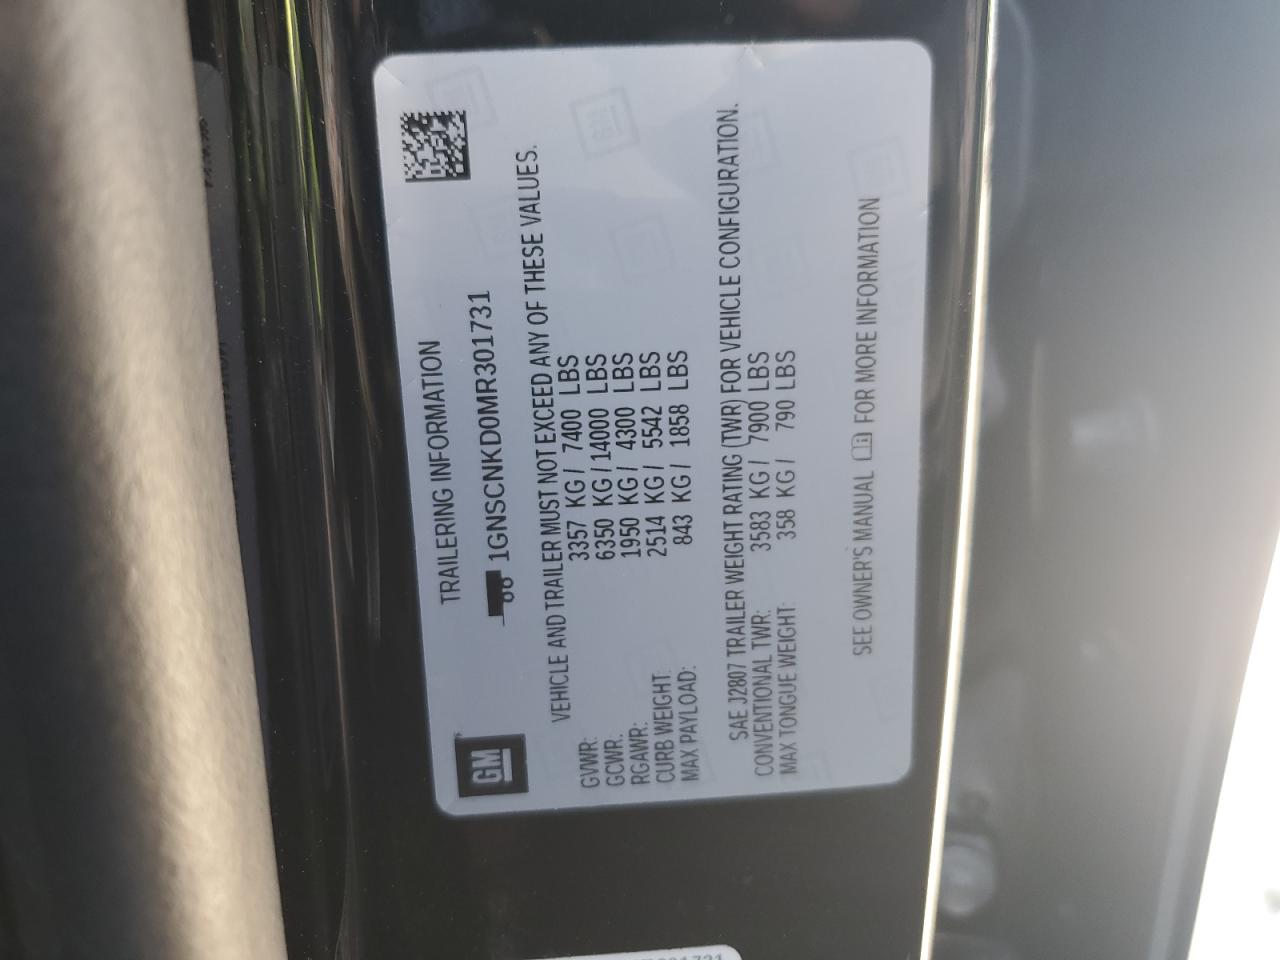 TRAILERING INFORMATION
GM
1GNSCNKD0MR301731
VEHICLE AND TRAILER MUST NOT EXCEED ANY OF THESE VALUES.
GVWR: 3357 KG / 7400 LBS
GCWR: 6350 KG / 14000 LBS
RGAWR: 1950 KG / 4300 LBS
CURB WEIGHT: 2514 KG / 5542 LBS
MAX PAYLOAD: 843 KG / 1858 LBS
SAE J2807 TRAILER WEIGHT RATING (TWR) FOR VEHICLE CONFIGURATION.
CONVENTIONAL TWR: 3583 KG / 7900 LBS
MAX TONGUE WEIGHT: 358 KG / 790 LBS
SEE OWNER'S MANUAL FOR MORE INFORMATION